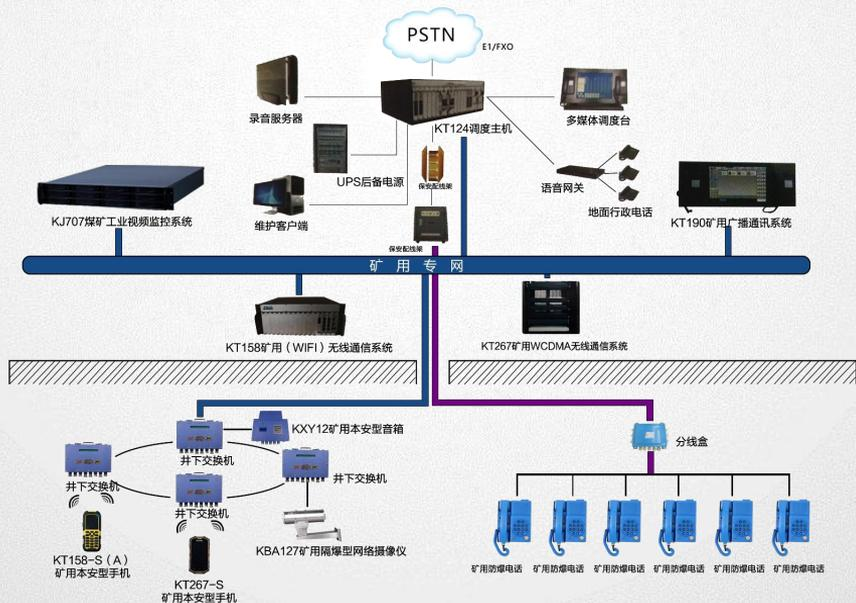 PSTN
E1/FXO
录音服务器
KT124调度主机
多媒体调度台
UPS后备电源
保安配线架
语音网关
地面行政电话
KJ707煤矿工业视频监控系统
维护客户端
KT190矿用广播通讯系统
保安配线架
矿用专网
KT158矿用（WIFI）无线通信系统
KT267矿用WCDMA无线通信系统
KXY12矿用本安型音箱
井下交换机
分线盒
井下交换机
井下交换机
井下交换机
KBA127矿用隔爆型网络摄像仪
KT158-S（A）
矿用本安型手机
KT267-S
矿用本安型手机
矿用防爆电话
矿用防爆电话
矿用防爆电话
矿用防爆电话
矿用防爆电话
矿用防爆电话